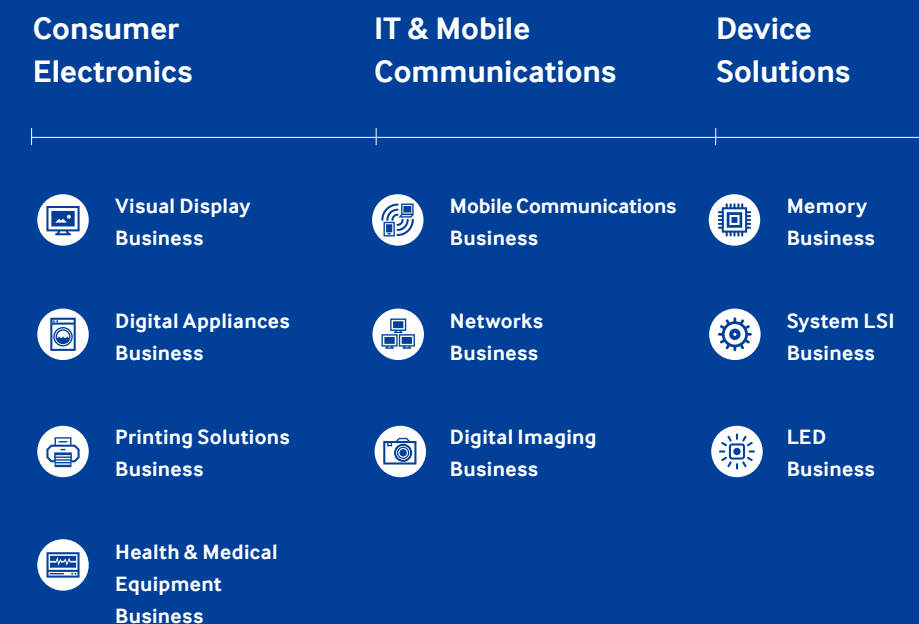 Consumer
Electronics
IT & Mobile
Communications
Device
Solutions
Visual Display
Business
Digital Appliances
Business
Printing Solutions
Business
Health & Medical
Equipment
Business
Mobile Communications
Business
Networks
Business
Digital Imaging
Business
Memory
Business
System LSI
Business
LED
Business